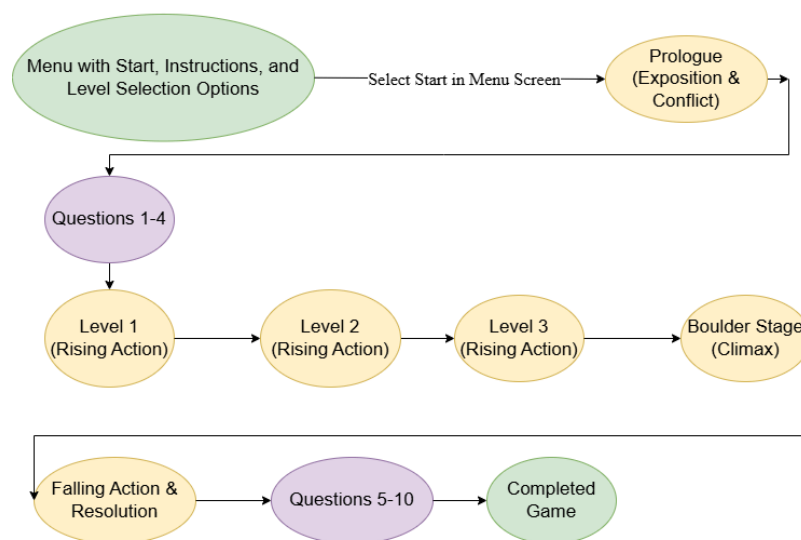 Menu with Start, Instructions, and
Level Selection Options
Select Start in Menu Screen
Prologue
(Exposition &
Conflict)
Questions 1-4
Level 1
(Rising Action)
Level 2
(Rising Action)
Level 3
(Rising Action)
Boulder Stage
(Climax)
Falling Action &
Resolution
Questions 5-10
Completed
Game